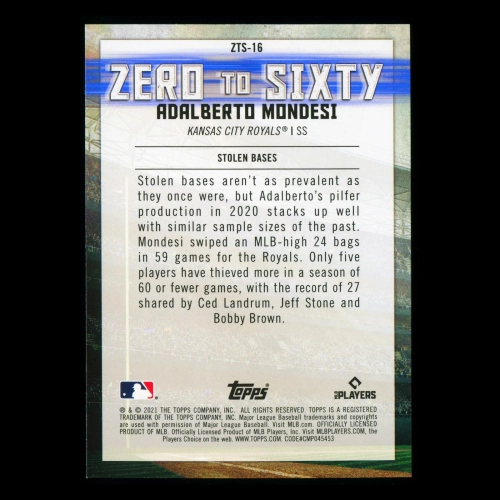 ZTS-16
ZERO TO SIXTY
ADALBERTO MONDESI
KANSAS CITY ROYALS® | SS
STOLEN BASES
Stolen bases aren't as prevalent as
they once were, but Adalberto's pilfer
production in 2020 stacks up well
with similar sample sizes of the past.
Mondesi swiped an MLB-high 24 bags
in 59 games for the Royals. Only five
players have thieved more in a season of
60 or fewer games, with the record of 27
shared by Ced Landrum, Jeff Stone and
Bobby Brown.
Topps
MLB PLAYERS
® & © 2021 THE TOPPS COMPANY, INC. ALL RIGHTS RESERVED. TOPPS IS A REGISTERED
TRADEMARK OF THE TOPPS COMPANY, INC. Major League Baseball trademarks and copyrights
are used with permission of Major League Baseball. Visit MLB.com. OFFICIALLY LICENSED
PRODUCT OF MLB. Officially Licensed Product of MLB Players, Inc. Visit MLBPLAYERS.com, the
Players Choice on the web. WWW.TOPPS.COM. CODE#CMP045453